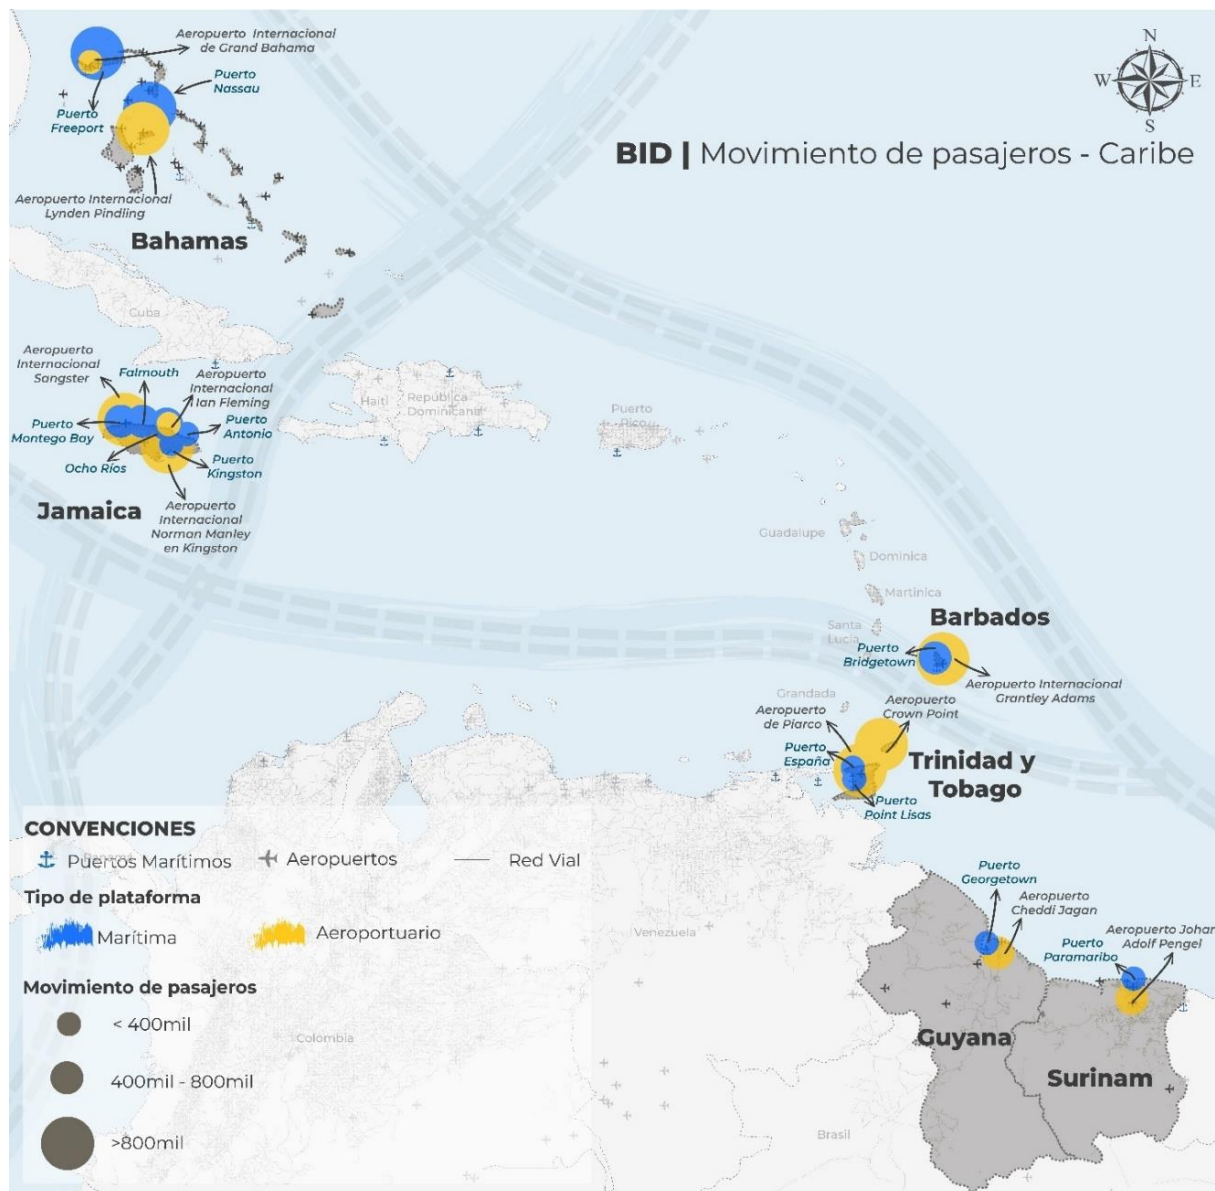 Aeropuerto Internacional
de Grand Bahama
Puerto
Nassau
Puerto
Freeport
Aeropuerto Internacional
Lynden Pindling
Bahamas
N
W
E
S
BID | Movimiento de pasajeros - Caribe
Cuba
Aeropuerto
Internacional
Sangster
Falmouth
Aeropuerto
Internacional
Ian Fleming
Puerto
Montego Bay
Puerto
Antonio
Ocho Ríos
Puerto
Kingston
Jamaica
Aeropuerto
Internacional
Norman Manley
en Kingston
Haití
República
Dominicana
Puerto
Rico
Guadalupe
Dominica
Martinica
Santa
Lucía
Barbados
Puerto
Bridgetown
Aeropuerto Internacional
Grantley Adams
Grandada
Aeropuerto
de Piarco
Aeropuerto
Crown Point
Puerto
España
Trinidad y
Tobago
Puerto
Point Lisas
CONVENCIONES
Puertos Marítimos
Aeropuertos
Red Vial
Tipo de plataforma
Marítima
Aeroportuario
Movimiento de pasajeros
< 400mil
400mil - 800mil
>800mil
Panamá
Colombia
Venezuela
Brasil
Puerto
Georgetown
Aeropuerto
Cheddi Jagan
Aeropuerto Johan
Adolf Pengel
Puerto
Paramaribo
Guyana
Surinam